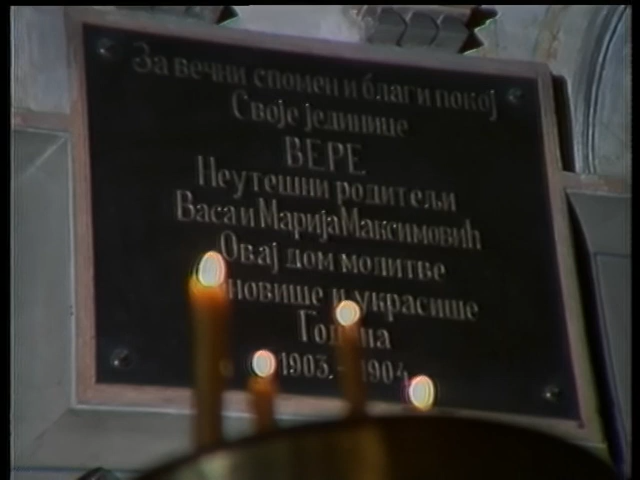 За вечни спомен и благи покој
Своје јединице
ВЕРЕ
Неутешни родитељи
Васа и Марија Максимовић
Овај дом молитве
новише и украсише
Година
1903.-1904